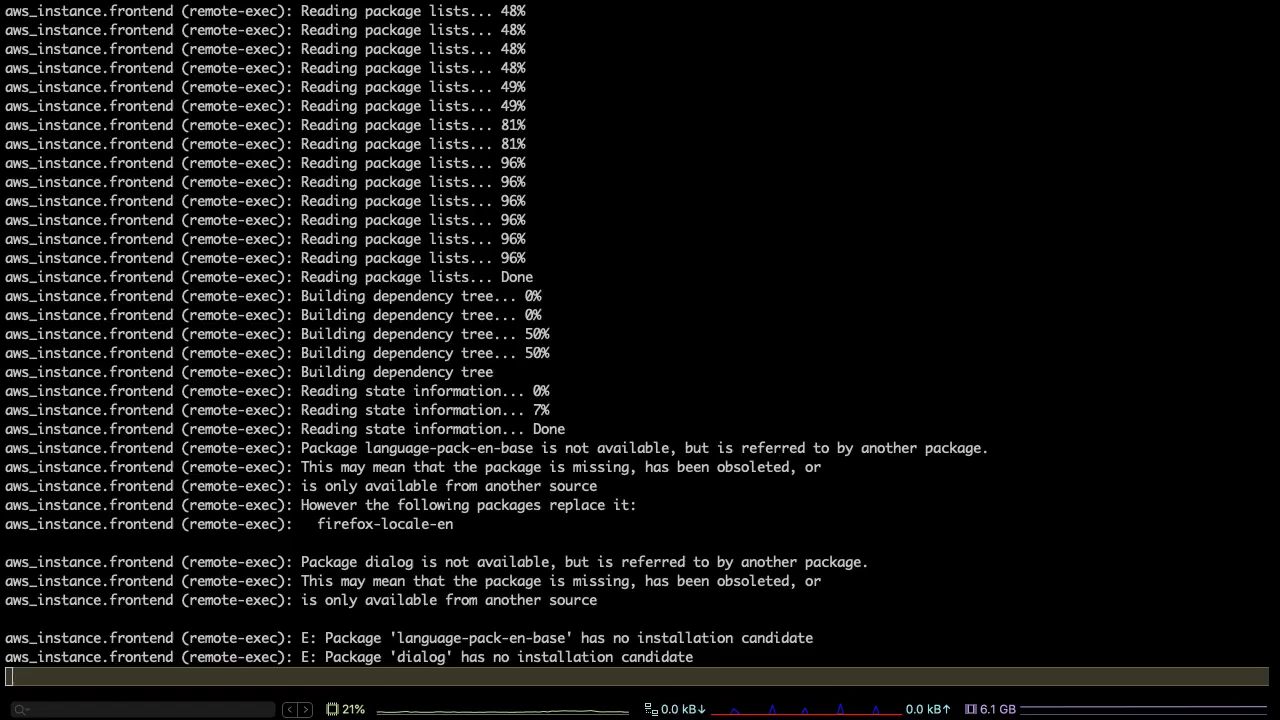 aws_instance.frontend (remote-exec): Reading package lists... 48%
aws_instance.frontend (remote-exec): Reading package lists... 48%
aws_instance.frontend (remote-exec): Reading package lists... 48%
aws_instance.frontend (remote-exec): Reading package lists... 48%
aws_instance.frontend (remote-exec): Reading package lists... 49%
aws_instance.frontend (remote-exec): Reading package lists... 49%
aws_instance.frontend (remote-exec): Reading package lists... 81%
aws_instance.frontend (remote-exec): Reading package lists... 81%
aws_instance.frontend (remote-exec): Reading package lists... 96%
aws_instance.frontend (remote-exec): Reading package lists... 96%
aws_instance.frontend (remote-exec): Reading package lists... 96%
aws_instance.frontend (remote-exec): Reading package lists... 96%
aws_instance.frontend (remote-exec): Reading package lists... 96%
aws_instance.frontend (remote-exec): Reading package lists... 96%
aws_instance.frontend (remote-exec): Reading package lists... Done
aws_instance.frontend (remote-exec): Building dependency tree... 0%
aws_instance.frontend (remote-exec): Building dependency tree... 0%
aws_instance.frontend (remote-exec): Building dependency tree... 50%
aws_instance.frontend (remote-exec): Building dependency tree... 50%
aws_instance.frontend (remote-exec): Building dependency tree
aws_instance.frontend (remote-exec): Reading state information... 0%
aws_instance.frontend (remote-exec): Reading state information... 7%
aws_instance.frontend (remote-exec): Reading state information... Done
aws_instance.frontend (remote-exec): Package language-pack-en-base is not available, but is referred to by another package.
aws_instance.frontend (remote-exec): This may mean that the package is missing, has been obsoleted, or
aws_instance.frontend (remote-exec): is only available from another source
aws_instance.frontend (remote-exec): However the following packages replace it:
aws_instance.frontend (remote-exec):   firefox-locale-en
aws_instance.frontend (remote-exec): Package dialog is not available, but is referred to by another package.
aws_instance.frontend (remote-exec): This may mean that the package is missing, has been obsoleted, or
aws_instance.frontend (remote-exec): is only available from another source
aws_instance.frontend (remote-exec): E: Package 'language-pack-en-base' has no installation candidate
aws_instance.frontend (remote-exec): E: Package 'dialog' has no installation candidate
21% 0.0 kB↓ 0.0 kB↑ 6.1 GB